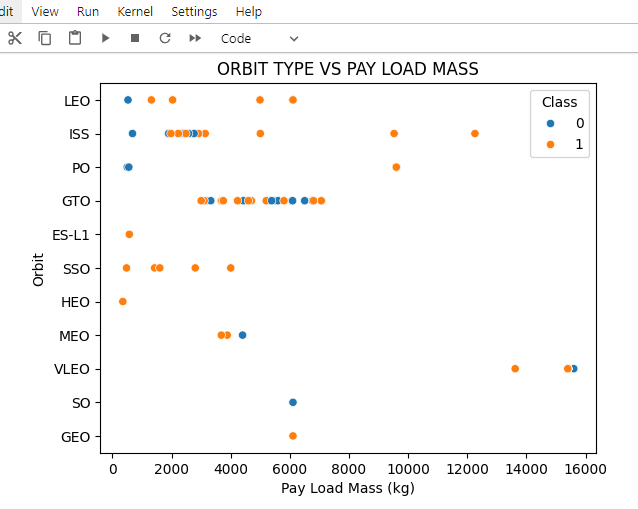 dit View Run Kernel Settings Help
Code
ORBIT TYPE VS PAY LOAD MASS
Class
0
1
LEO
ISS
PO
GTO
ES-L1
SSO
HEO
MEO
VLEO
SO
GEO
Orbit
0 2000 4000 6000 8000 10000 12000 14000 16000
Pay Load Mass (kg)